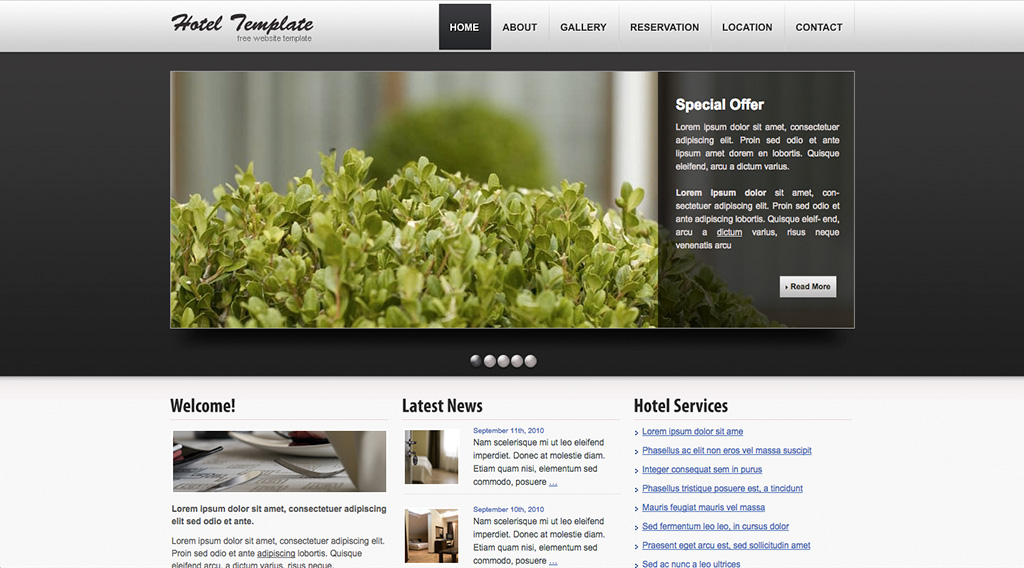 Hotel Template
free website template
HOME ABOUT GALLERY RESERVATION LOCATION CONTACT
Special Offer
Lorem ipsum dolor sit amet, consectetuer
adipiscing elit. Proin sed odio et ante
lipsum amet dorem en lobortis. Quisque
eleifend, arcu a dictum varius.
Lorem ipsum dolor sit amet, con-
sectetuer adipiscing elit. Proin sed odio et
ante adipiscing lobortis. Quisque eleif- end,
arcu a dictum varius, risus neque
venenatis arcu
Read More
Welcome!
Lorem dolor sit amet, consectetuer adipiscing
elit sed odio et ante.
Lorem dolor sit amet, consectetuer adipiscing elit.
Proin sed odio et ante adipiscing lobortis. Quisque
eleifend, arcu a dictum varius, risus neque.
Latest News
September 11th, 2010
Nam scelerisque mi ut leo eleifend
imperdiet. Donec at molestie diam.
Etiam quam nisi, elementum sed
commodo, posuere ...
September 10th, 2010
Nam scelerisque mi ut leo eleifend
imperdiet. Donec at molestie diam.
Etiam quam nisi, elementum sed
commodo, posuere ...
Hotel Services
Lorem ipsum dolor sit ame
Phasellus ac elit non eros vel massa suscipit
Integer consequat sem in purus
Phasellus tristique posuere est, a tincidunt
Mauris feugiat mauris vel massa
Sed fermentum leo leo, in cursus dolor
Praesent eget arcu est, sed sollicitudin amet
Sed ac nunc a leo ultrices